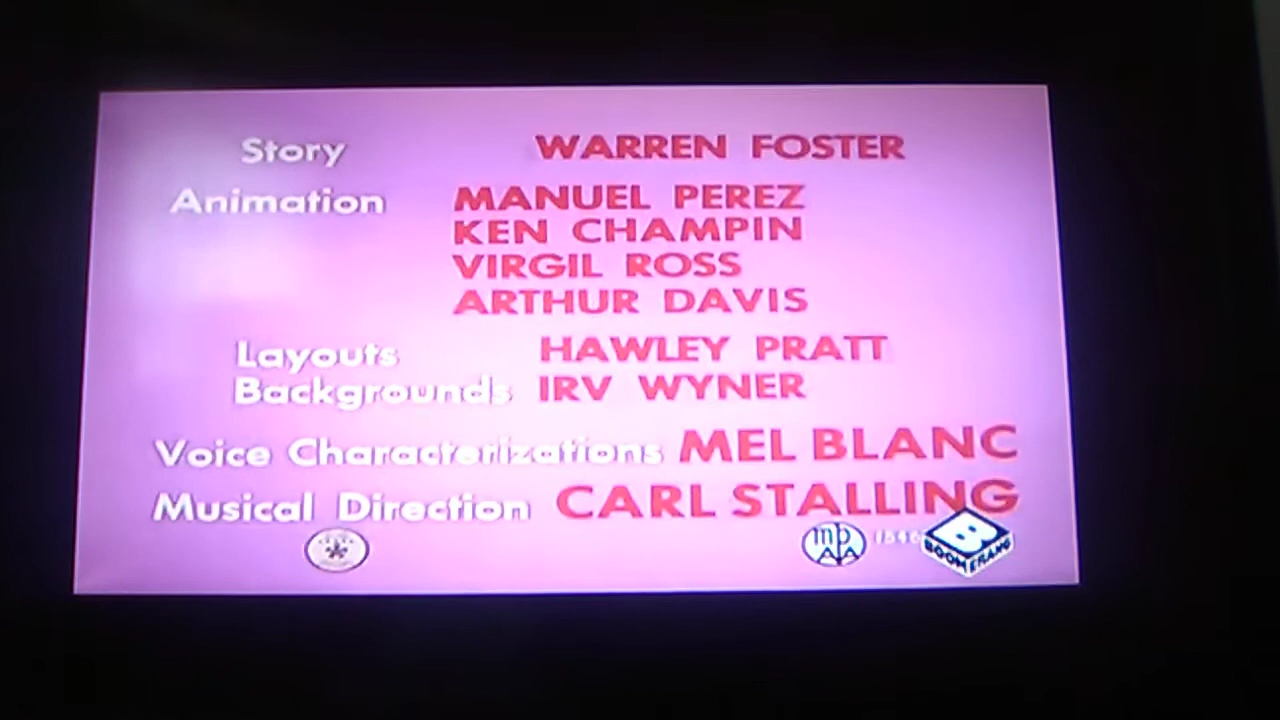 Story WARREN FOSTER
Animation MANUEL PEREZ
KEN CHAMPIN
VIRGIL ROSS
ARTHUR DAVIS
Layouts HAWLEY PRATT
Backgrounds IRV WYNER
Voice Characterizations MEL BLANC
Musical Direction CARL STALLING
B
BOOMERANG